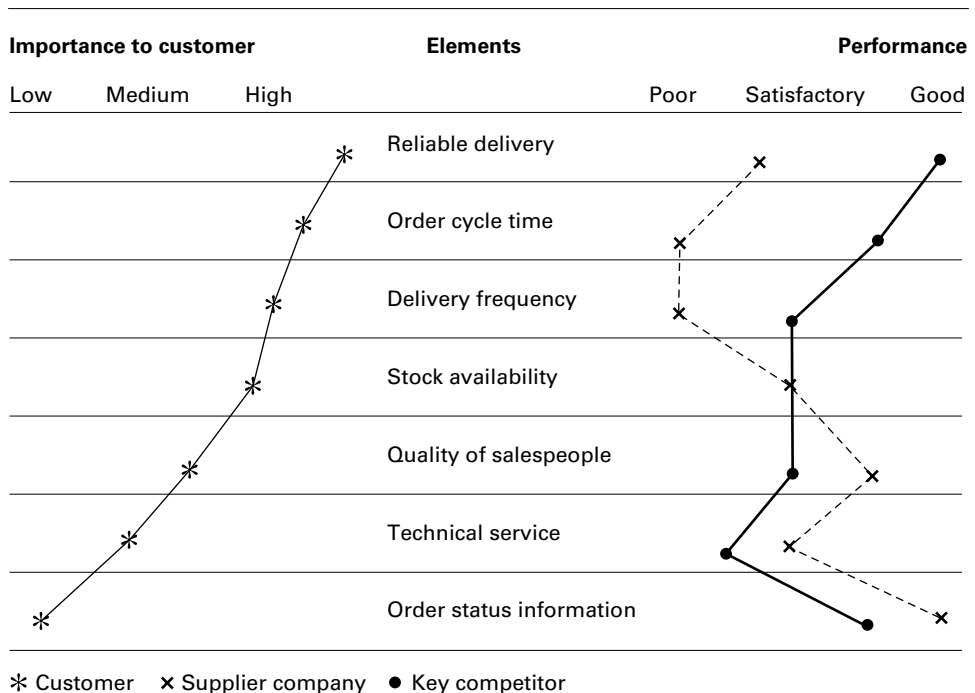 Importance to customer Elements Performance
Low Medium High Poor Satisfactory Good
Reliable delivery
Order cycle time
Delivery frequency
Stock availability
Quality of salespeople
Technical service
Order status information
Customer Supplier company Key competitor